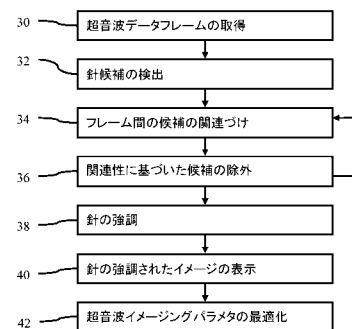 30 超音波データフレームの取得
32 針候補の検出
34 フレーム間の候補の関連づけ
36 関連性に基づいた候補の除外
38 針の強調
40 針の強調されたイメージの表示
42 超音波イメージングパラメタの最適化